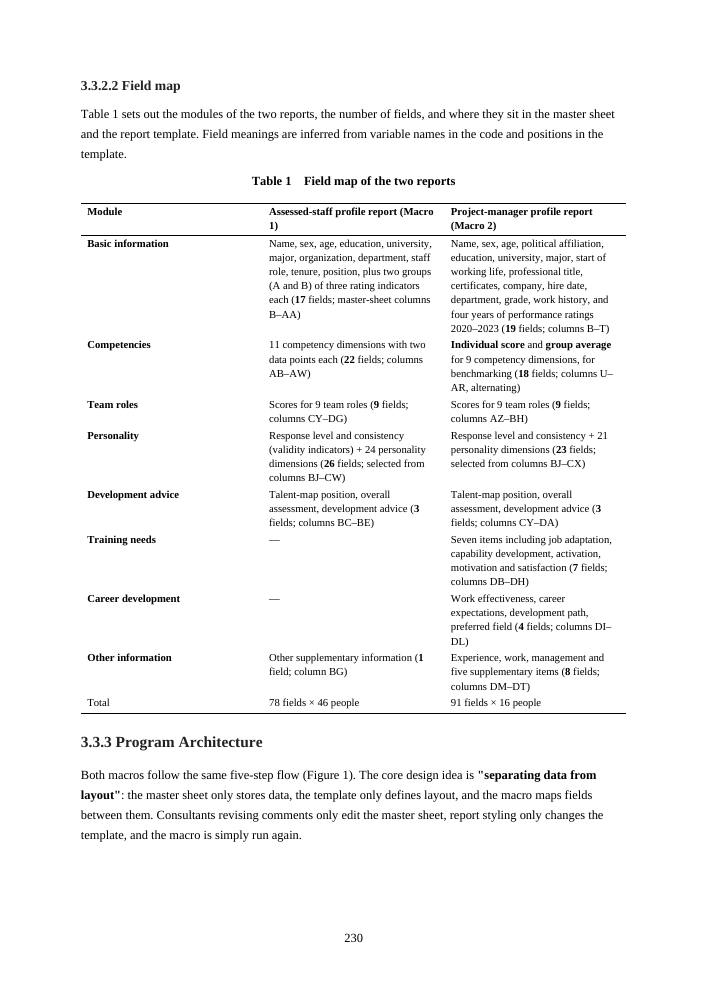 3.3.2.2 Field map
Table 1 sets out the modules of the two reports, the number of fields, and where they sit in the master sheet
and the report template. Field meanings are inferred from variable names in the code and positions in the
template.
Table 1    Field map of the two reports
Module
Assessed-staff profile report (Macro
1)
Project-manager profile report
(Macro 2)
Basic information
Name, sex, age, education, university,
major, organization, department, staff
role, tenure, position, plus two groups
(A and B) of three rating indicators
each (17 fields; master-sheet columns
B–AA)
Name, sex, age, political affiliation,
education, university, major, start of
working life, professional title,
certificates, company, hire date,
department, grade, work history, and
four years of performance ratings
2020–2023 (19 fields; columns B–T)
Competencies
11 competency dimensions with two
data points each (22 fields; columns
AB–AW)
Individual score and group average
for 9 competency dimensions, for
benchmarking (18 fields; columns U–
AR, alternating)
Team roles
Scores for 9 team roles (9 fields;
columns CY–DG)
Scores for 9 team roles (9 fields;
columns AZ–BH)
Personality
Response level and consistency
(validity indicators) + 24 personality
dimensions (26 fields; selected from
columns BJ–CW)
Response level and consistency + 21
personality dimensions (23 fields;
selected from columns BJ–CX)
Development advice
Talent-map position, overall
assessment, development advice (3
fields; columns BC–BE)
Talent-map position, overall
assessment, development advice (3
fields; columns CY–DA)
Training needs
—
Seven items including job adaptation,
capability development, activation,
motivation and satisfaction (7 fields;
columns DB–DH)
Career development
—
Work effectiveness, career
expectations, development path,
preferred field (4 fields; columns DI–
DL)
Other information
Other supplementary information (1
field; column BG)
Experience, work, management and
five supplementary items (8 fields;
columns DM–DT)
Total
78 fields × 46 people
91 fields × 16 people
3.3.3 Program Architecture
Both macros follow the same five-step flow (Figure 1). The core design idea is "separating data from
layout": the master sheet only stores data, the template only defines layout, and the macro maps fields
between them. Consultants revising comments only edit the master sheet, report styling only changes the
template, and the macro is simply run again.
230